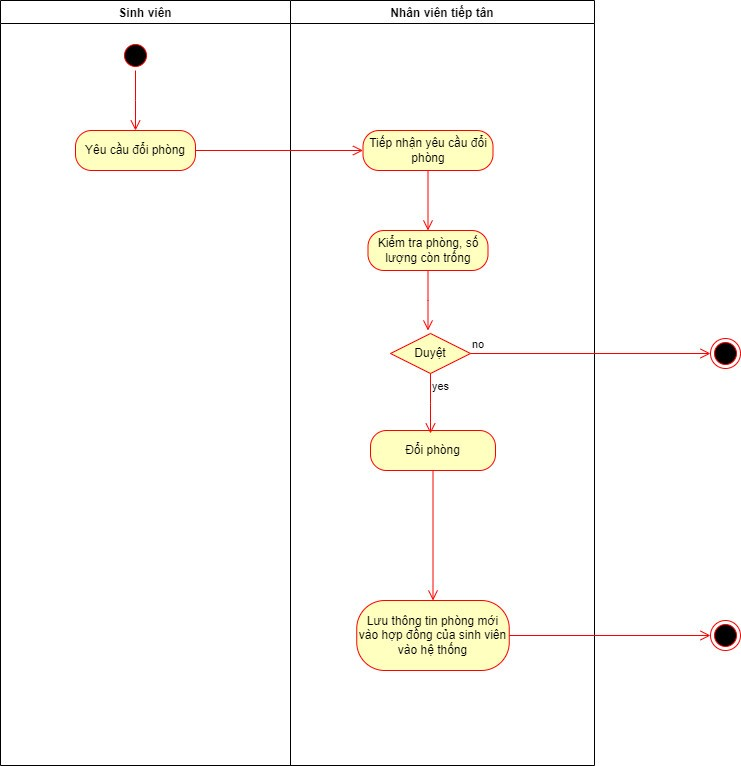 Sinh viên
Nhân viên tiếp tân
Yêu cầu đổi phòng
Tiếp nhận yêu cầu đổi
phòng
Kiểm tra phòng, số
lượng còn trống
Duyệt
no
yes
Đổi phòng
Lưu thông tin phòng mới
vào hợp đồng của sinh viên
vào hệ thống